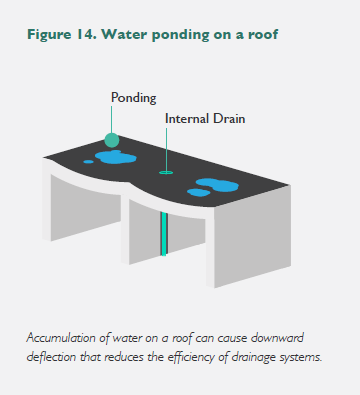 Figure 14. Water ponding on a roof
Ponding
Internal Drain
Accumulation of water on a roof can cause downward
deflection that reduces the efficiency of drainage systems.